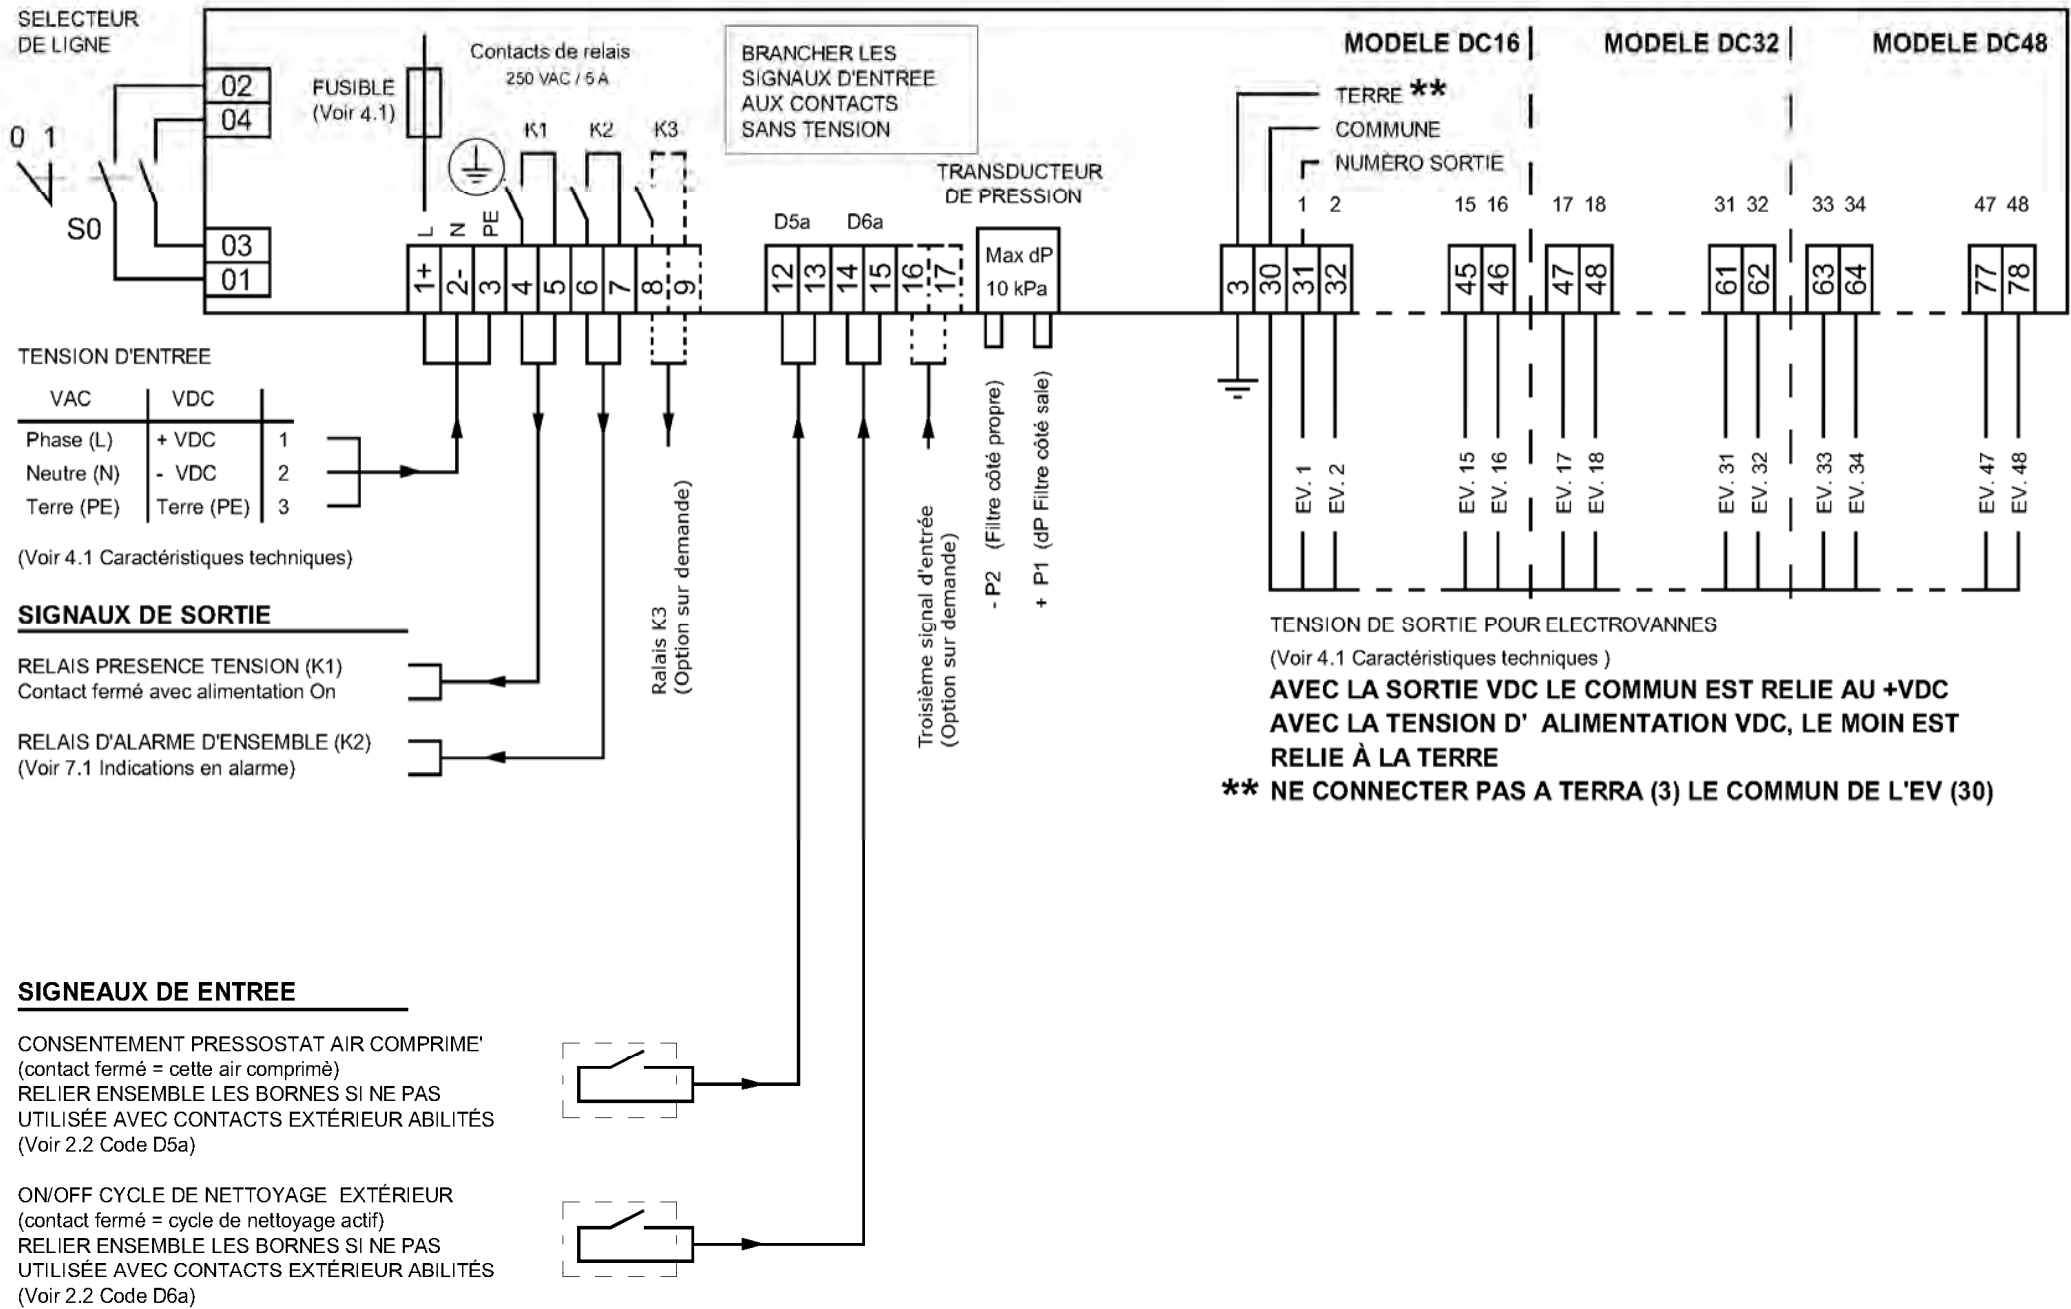 SELECTEUR
DE LIGNE
02
04
0 1
S0
03
01
FUSIBLE
(Voir 4.1)
Contacts de relais
250 VAC / 5 A
K1 K2 K3
BRANCHER LES
SIGNAUX D'ENTREE
AUX CONTACTS
SANS TENSION
TRANSDUCTEUR
DE PRESSION
Max dP
10 kPa
D5a D6a
L N PE
1+ 2- 3 4 5 6 7 8 9
12 13 14 15 16 17
MODELE DC16 MODELE DC32 MODELE DC48
TERRE **
COMMUNE
NUMERO SORTIE
1 2 15 16 17 18 31 32 33 34 47 48
3 30 31 32 45 46 47 48 61 62 63 64 77 78
EV. 1 EV. 2 EV. 15 EV. 16 EV. 17 EV. 18 EV. 31 EV. 32 EV. 33 EV. 34 EV. 47 EV. 48
TENSION D'ENTREE
VAC VDC
Phase (L) + VDC 1
Neutre (N) - VDC 2
Terre (PE) Terre (PE) 3
(Voir 4.1 Caractéristiques techniques)
SIGNAUX DE SORTIE
RELAIS PRESENCE TENSION (K1)
Contact fermé avec alimentation On
RELAIS D'ALARME D'ENSEMBLE (K2)
(Voir 7.1 Indications en alarme)
Ralais K3
(Option sur demande)
Troisième signal d'entrée
(Option sur demande)
- P2 (Filtre côté propre)
+ P1 (dP Filtre côté sale)
TENSION DE SORTIE POUR ELECTROVANNES
(Voir 4.1 Caractéristiques techniques )
AVEC LA SORTIE VDC LE COMMUN EST RELIE AU +VDC
AVEC LA TENSION D' ALIMENTATION VDC, LE MOIN EST
RELIE À LA TERRE
** NE CONNECTER PAS A TERRA (3) LE COMMUN DE L'EV (30)
SIGNEAUX DE ENTREE
CONSENTEMENT PRESSOSTAT AIR COMPRIME'
(contact fermé = cette air comprimè)
RELIER ENSEMBLE LES BORNES SI NE PAS
UTILISÉE AVEC CONTACTS EXTÉRIEUR ABILITÉS
(Voir 2.2 Code D5a)
ON/OFF CYCLE DE NETTOYAGE EXTÉRIEUR
(contact fermé = cycle de nettoyage actif)
RELIER ENSEMBLE LES BORNES SI NE PAS
UTILISÉE AVEC CONTACTS EXTÉRIEUR ABILITÉS
(Voir 2.2 Code D6a)